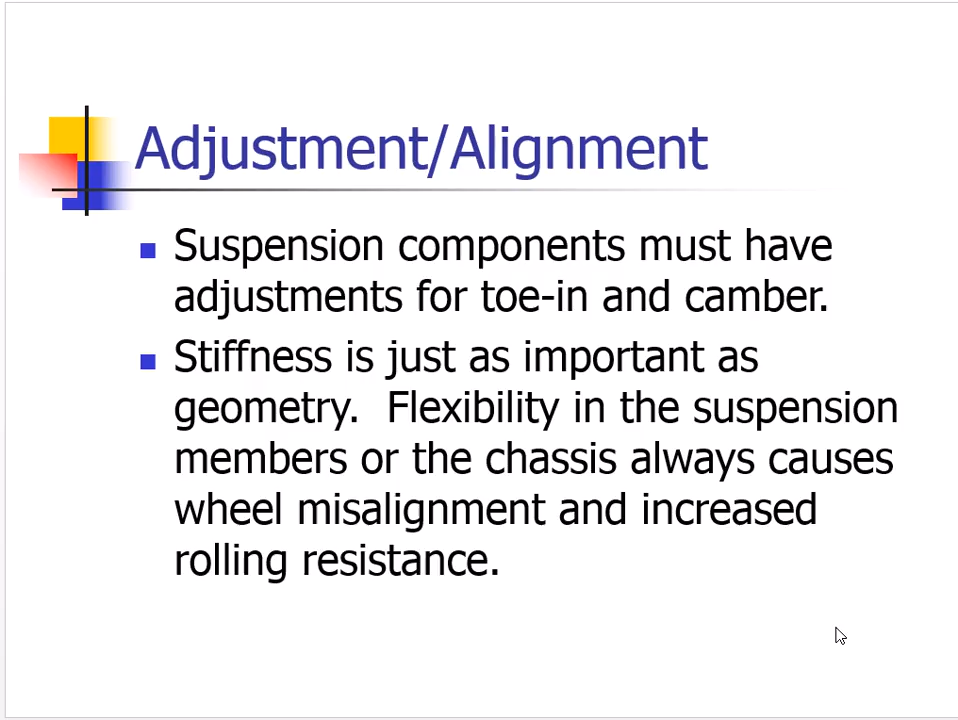 Adjustment/Alignment
Suspension components must have
adjustments for toe-in and camber.
Stiffness is just as important as
geometry.  Flexibility in the suspension
members or the chassis always causes
wheel misalignment and increased
rolling resistance.